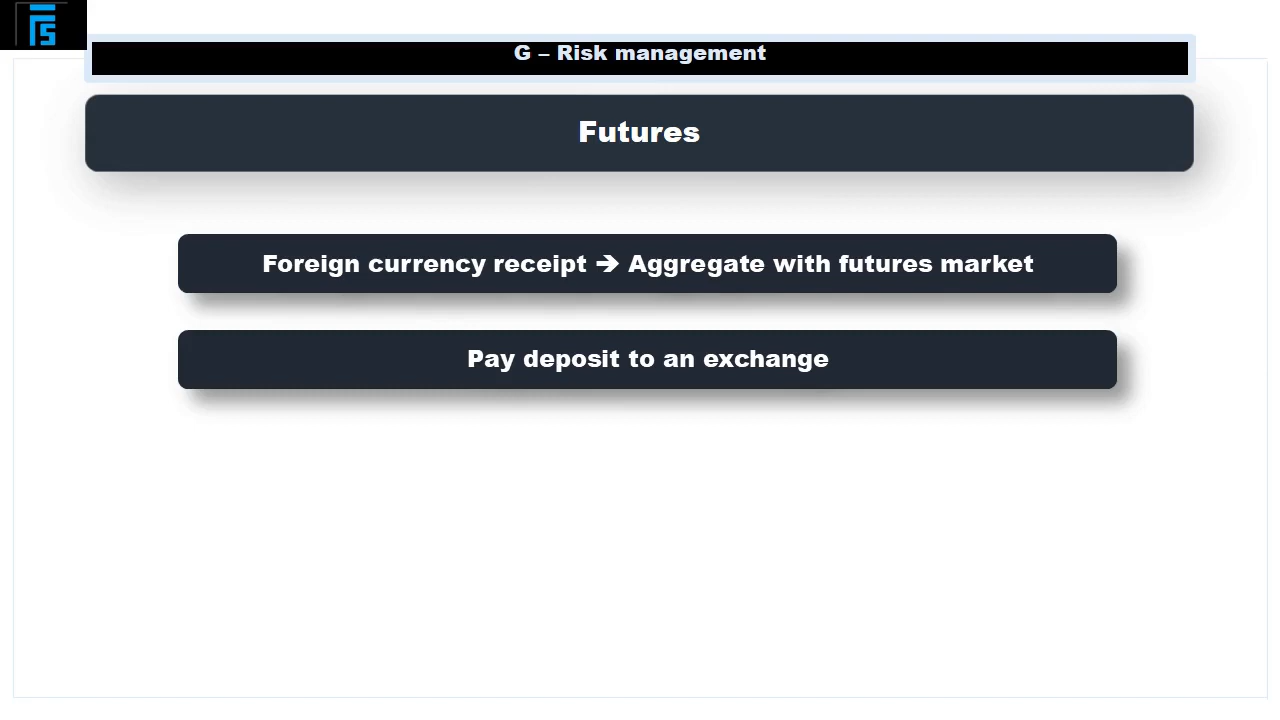 G – Risk management
Futures
Foreign currency receipt ➔ Aggregate with futures market
Pay deposit to an exchange